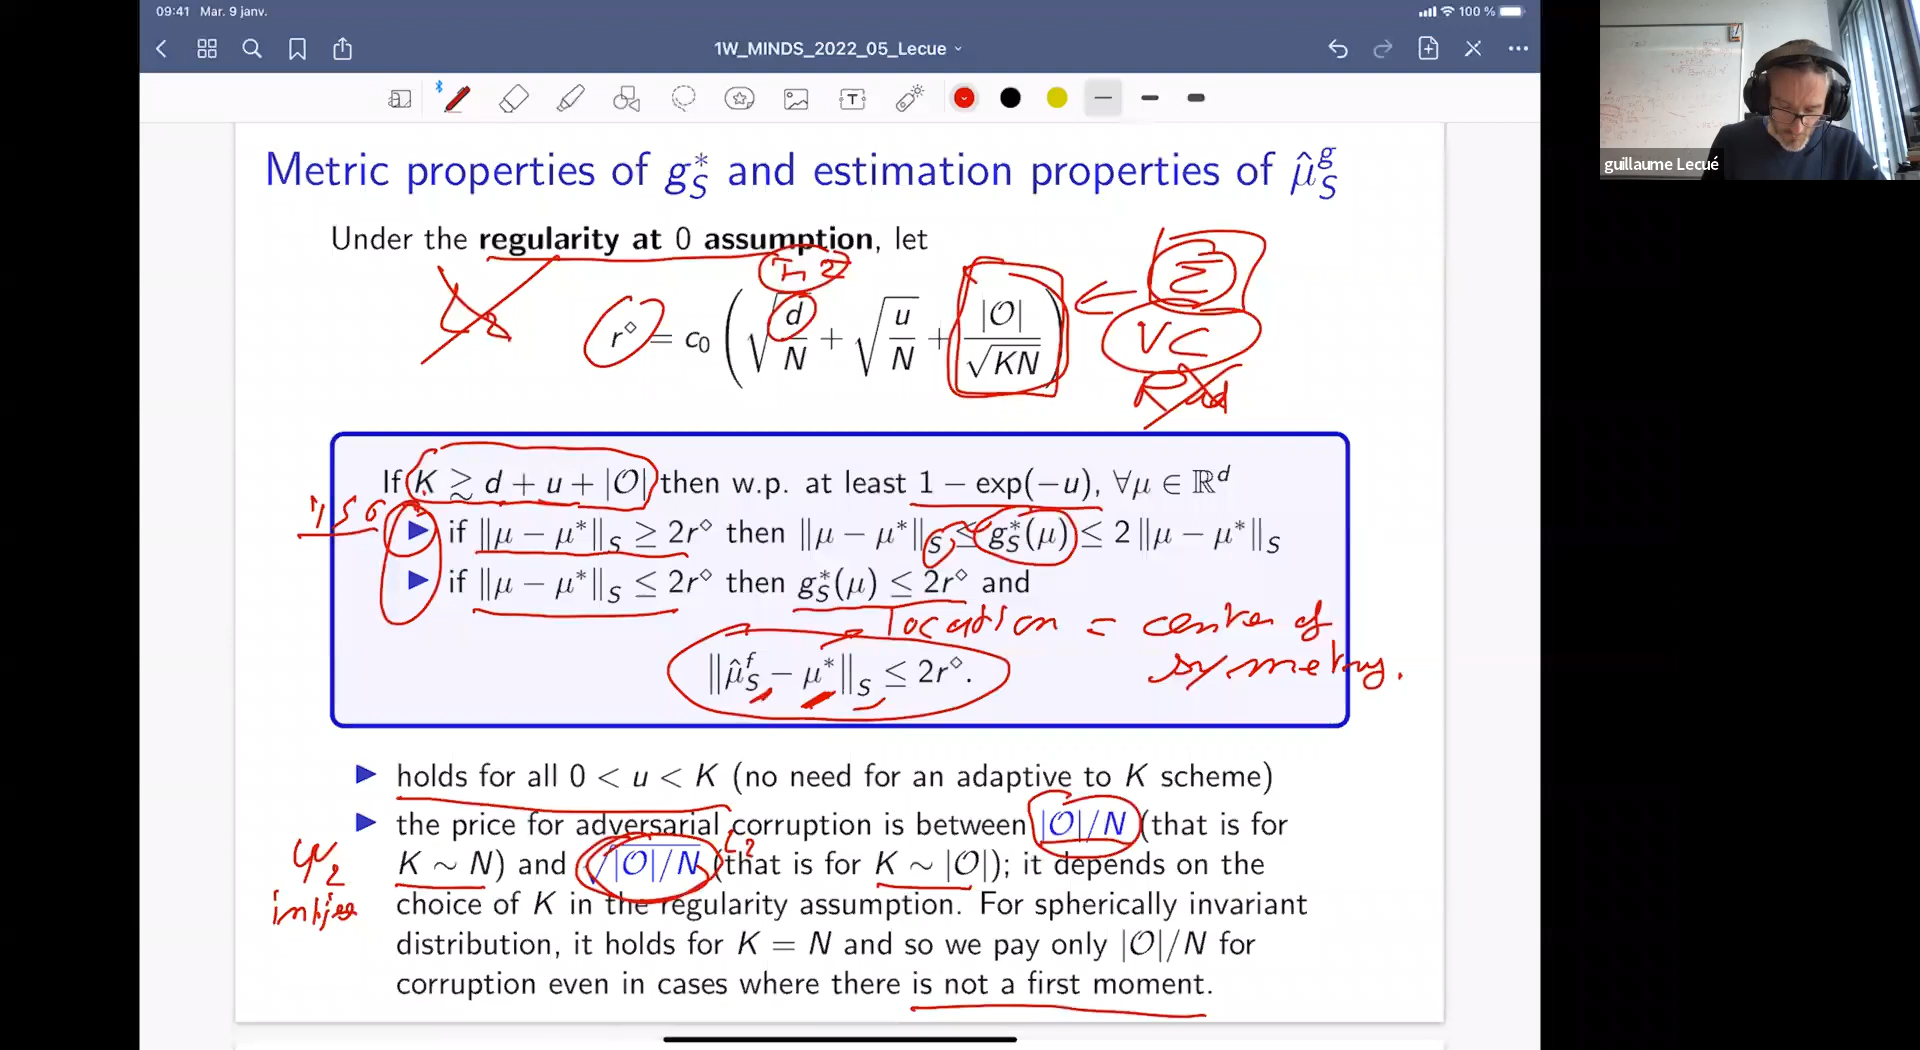 09:41 Mar. 9 janv.
100 %
1W_MINDS_2022_05_Lecue
guillaume Lecué
Metric properties of g*_S and estimation properties of μ̂^g_S
Under the regularity at 0 assumption, let
Σ
r^⋄ = c_0 ( √(d/N) + √(u/N) + |O|/√(KN) )
VC
If K ≳ d + u + |O| then w.p. at least 1 − exp(−u), ∀μ ∈ ℝ^d
▶ if ‖μ − μ*‖_S ≥ 2r^⋄ then ‖μ − μ*‖_S ≤ g*_S(μ) ≤ 2 ‖μ − μ*‖_S
▶ if ‖μ − μ*‖_S ≤ 2r^⋄ then g*_S(μ) ≤ 2r^⋄ and
location = center of
symetry.
‖μ̂^f_S − μ*‖_S ≤ 2r^⋄.
▶ holds for all 0 < u < K (no need for an adaptive to K scheme)
▶ the price for adversarial corruption is between |O|/N (that is for
K ∼ N) and √|O|/N (that is for K ∼ |O|); it depends on the
choice of K in the regularity assumption. For spherically invariant
distribution, it holds for K = N and so we pay only |O|/N for
corruption even in cases where there is not a first moment.
L2
ψ2